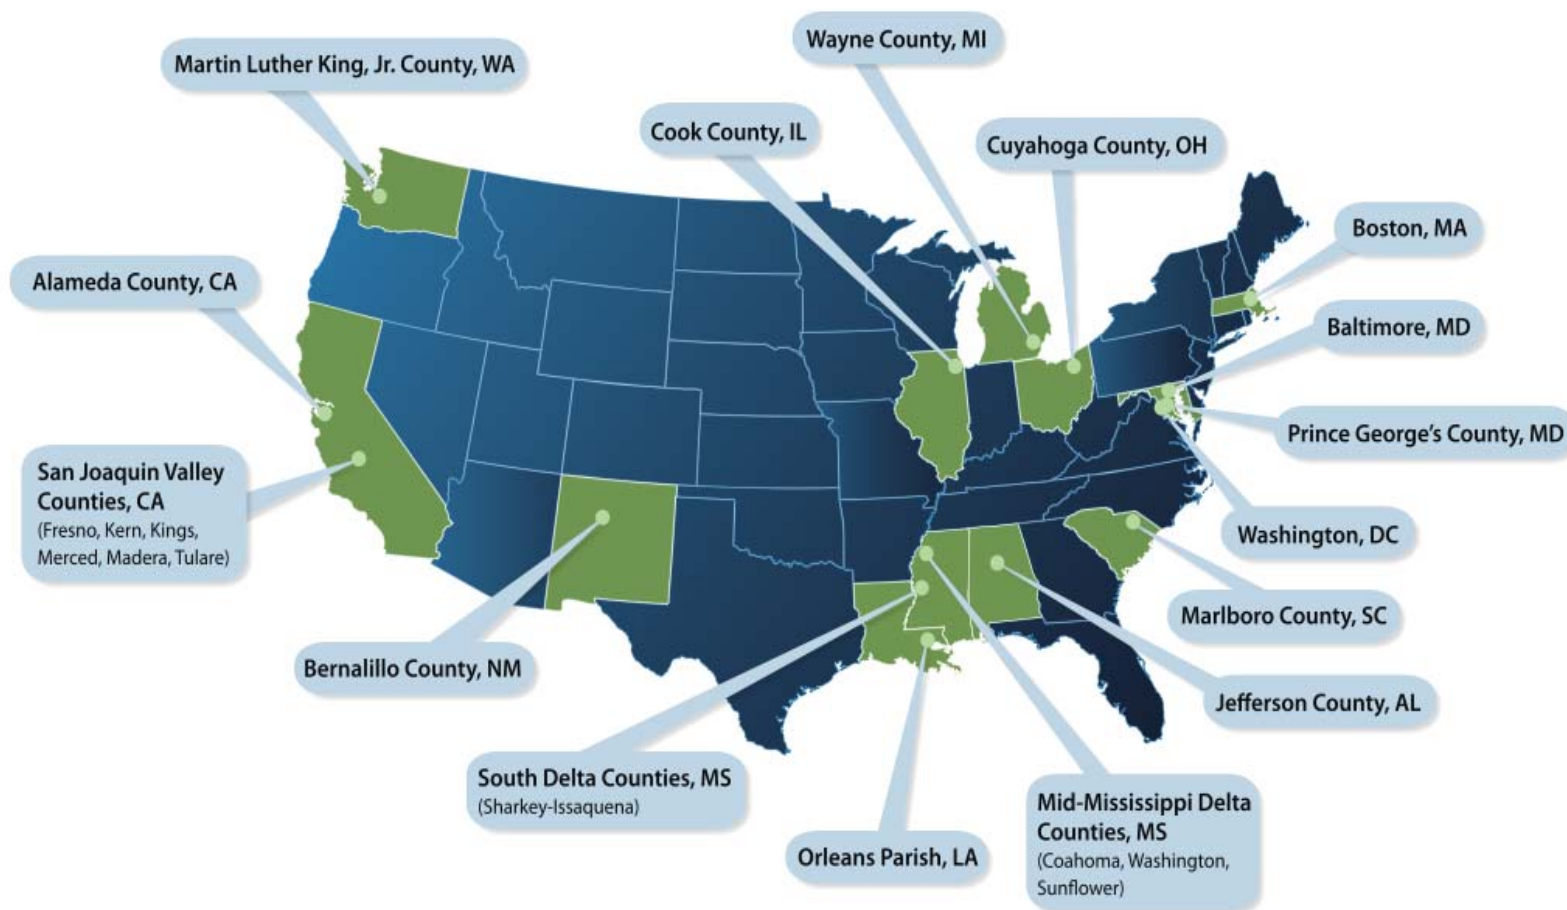 Wayne County, MI
Martin Luther King, Jr. County, WA
Cook County, IL
Cuyahoga County, OH
Boston, MA
Alameda County, CA
Baltimore, MD
Prince George’s County, MD
San Joaquin Valley
Counties, CA
(Fresno, Kern, Kings,
Merced, Madera, Tulare)
Washington, DC
Marlboro County, SC
Bernalillo County, NM
Jefferson County, AL
South Delta Counties, MS
(Sharkey-Issaquena)
Mid-Mississippi Delta
Counties, MS
(Coahoma, Washington,
Sunflower)
Orleans Parish, LA